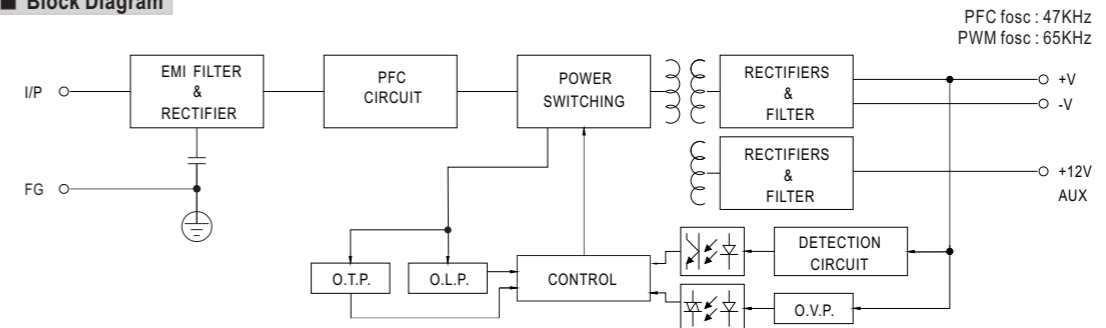 ■ Block Diagram
PFC fosc : 47KHz
PWM fosc : 65KHz
I/P
EMI FILTER
&
RECTIFIER
PFC
CIRCUIT
POWER
SWITCHING
RECTIFIERS
&
FILTER
+V
-V
RECTIFIERS
&
FILTER
+12V
AUX
FG
O.T.P.
O.L.P.
CONTROL
DETECTION
CIRCUIT
O.V.P.